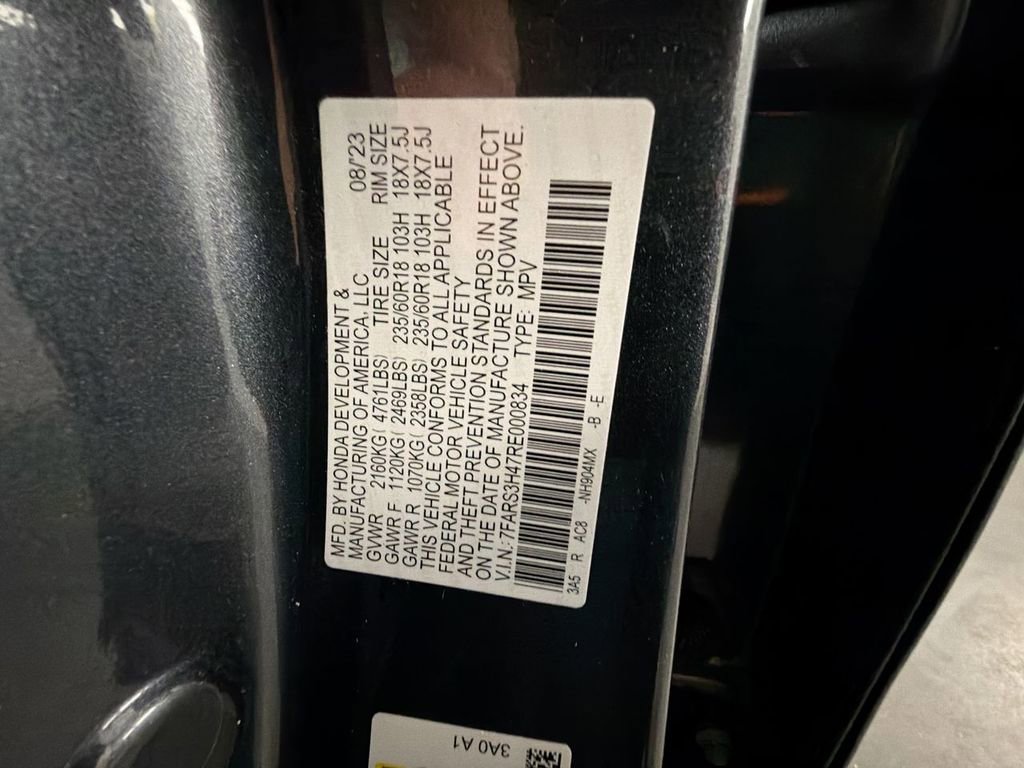 MFD. BY HONDA DEVELOPMENT &
MANUFACTURING OF AMERICA, LLC 08/'23
GVWR 2160KG( 4761LBS) TIRE SIZE RIM SIZE
GAWR F 1120KG( 2469LBS) 235/60R18 103H 18X7.5J
GAWR R 1070KG( 2358LBS) 235/60R18 103H 18X7.5J
THIS VEHICLE CONFORMS TO ALL APPLICABLE
FEDERAL MOTOR VEHICLE SAFETY
AND THEFT PREVENTION STANDARDS IN EFFECT
ON THE DATE OF MANUFACTURE SHOWN ABOVE.
V.I.N:7FARS3H47RE000834 TYPE: MPV
3A5 R AC8 -NH904MX -B -E
3A0 A1